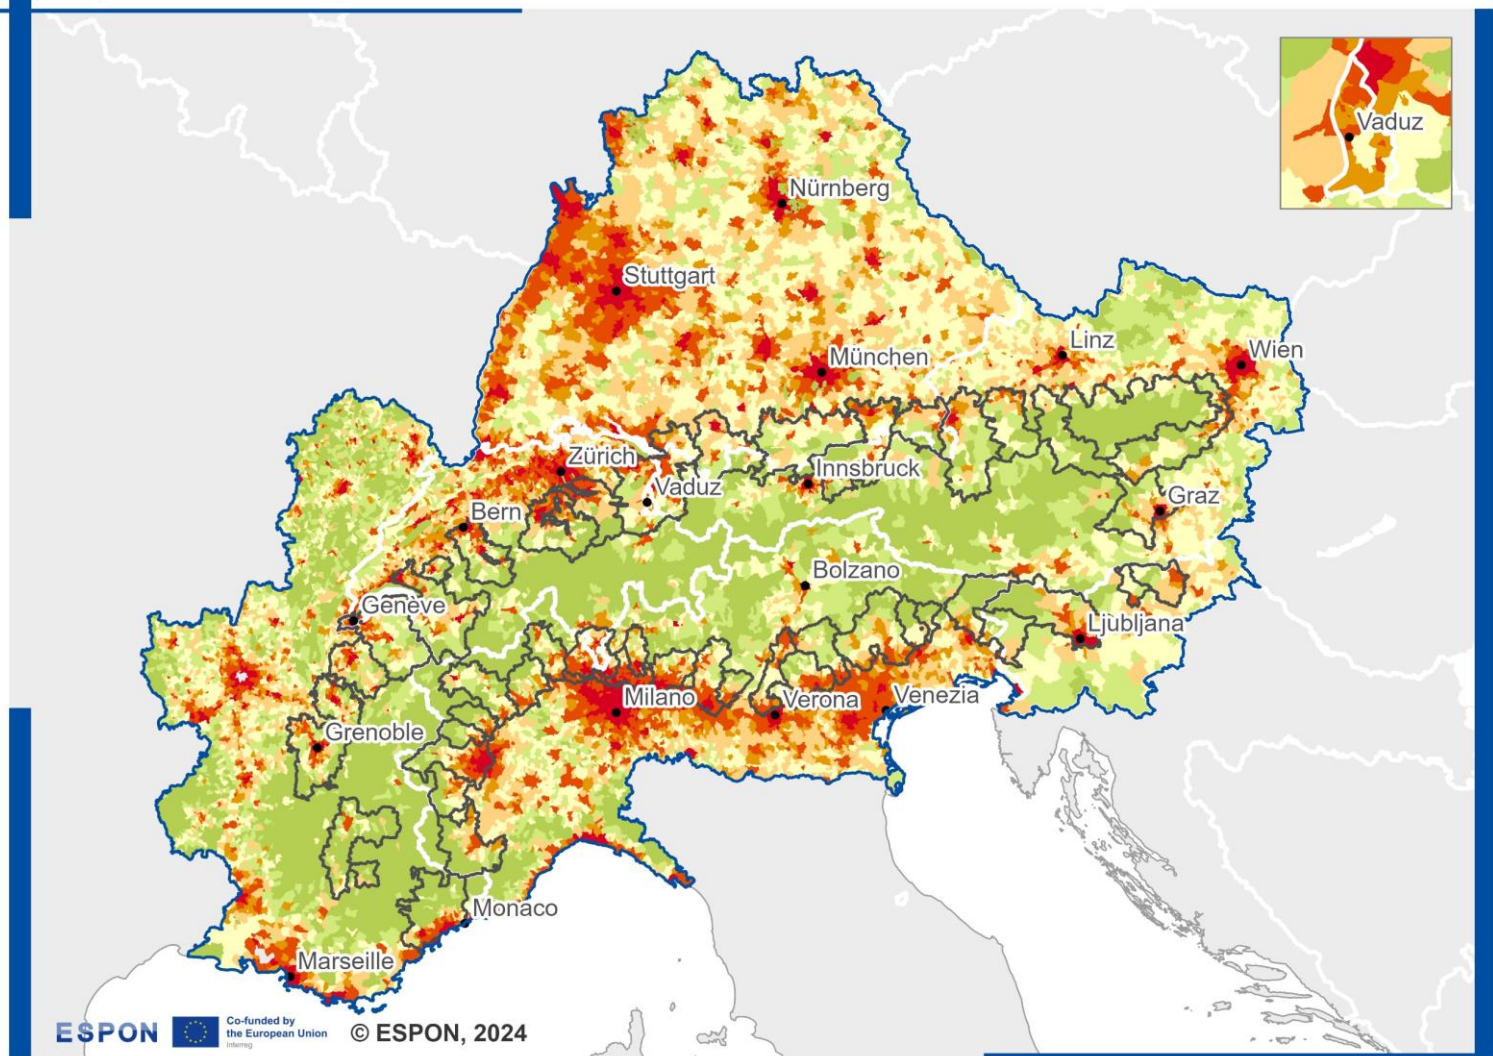 Vaduz
Nürnberg
Stuttgart
München
Linz
Wien
Zürich
Vaduz
Innsbruck
Bern
Graz
Bolzano
Genève
Ljubljana
Milano
Verona
Venezia
Grenoble
Monaco
Marseille
ESPON
Co-funded by
the European Union
Interreg
© ESPON, 2024